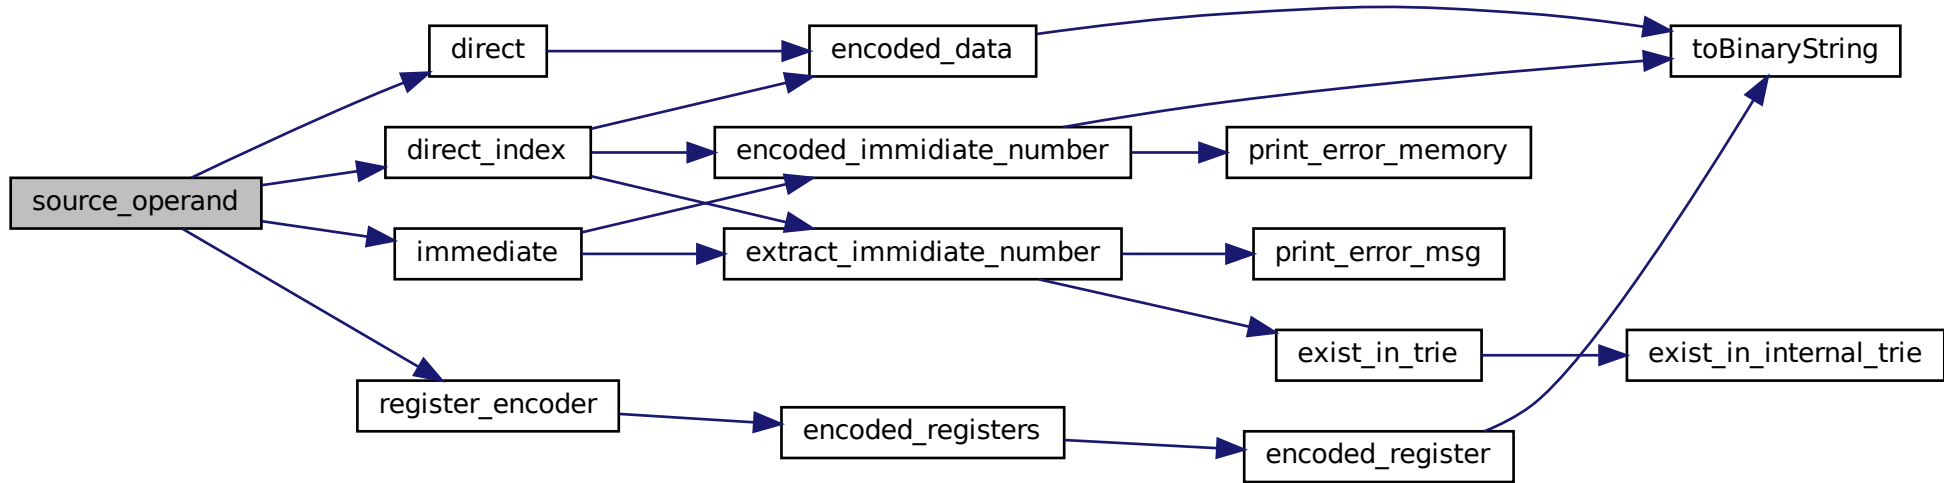 source_operand
direct
direct_index
immediate
register_encoder
encoded_data
encoded_immidiate_number
extract_immidiate_number
encoded_registers
toBinaryString
print_error_memory
print_error_msg
exist_in_trie
exist_in_internal_trie
encoded_register